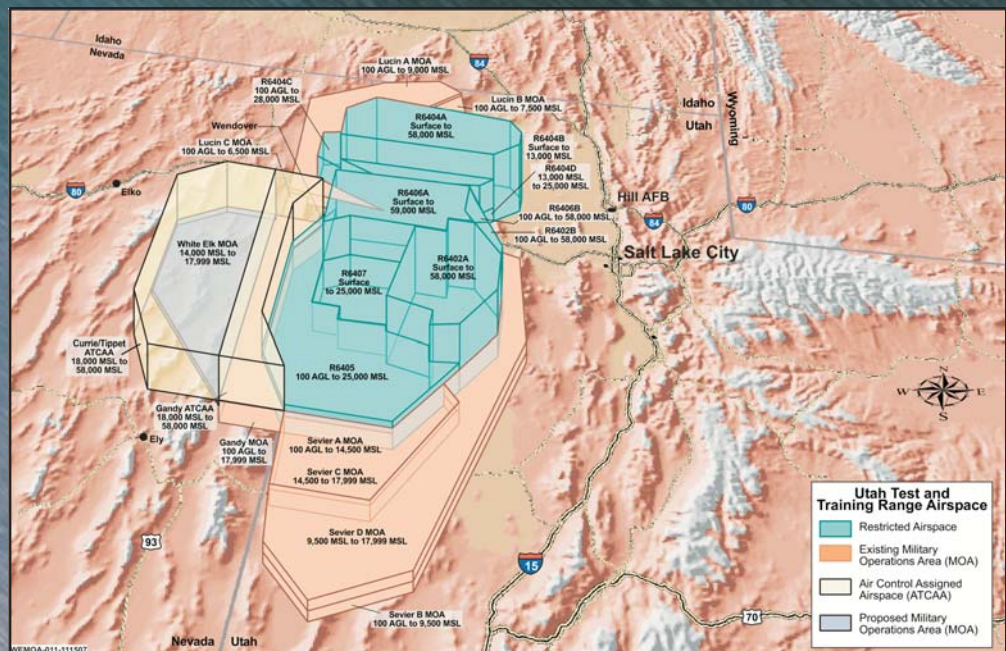 Idaho
Nevada
Lucin A MOA
100 AGL to 9,000 MSL
84
R6404C
100 AGL to
28,000 MSL
Lucin B MOA
100 AGL to 7,500 MSL
Idaho
Utah
Wyoming
Wendover
R6404A
Surface to
58,000 MSL
Lucin C MOA
100 AGL to 6,500 MSL
R6404B
Surface to
13,000 MSL
R6404D
13,000 MSL
to 25,000 MSL
80
Elko
R6406A
Surface to
59,000 MSL
Hill AFB
84
80
R6406B
100 AGL to 58,000 MSL
R6402B
100 AGL to 58,000 MSL
White Elk MOA
14,000 MSL to
17,999 MSL
R6407
Surface
to 25,000 MSL
R6402A
Surface to
58,000 MSL
Salt Lake City
Currie/Tippet
ATCAA
18,000 MSL to
58,000 MSL
R6405
100 AGL to 25,000 MSL
N
W E
S
Gandy ATCAA
18,000 MSL to
58,000 MSL
Ely
Gandy MOA
100 AGL to
17,999 MSL
Sevier A MOA
100 AGL to 14,500 MSL
Sevier C MOA
14,500 to 17,999 MSL
Sevier D MOA
9,500 MSL to 17,999 MSL
93
15
Sevier B MOA
100 AGL to 9,500 MSL
70
Nevada Utah
WEMOA-011-111507
Utah Test and
Training Range Airspace
Restricted Airspace
Existing Military
Operations Area (MOA)
Air Control Assigned
Airspace (ATCAA)
Proposed Military
Operations Area (MOA)